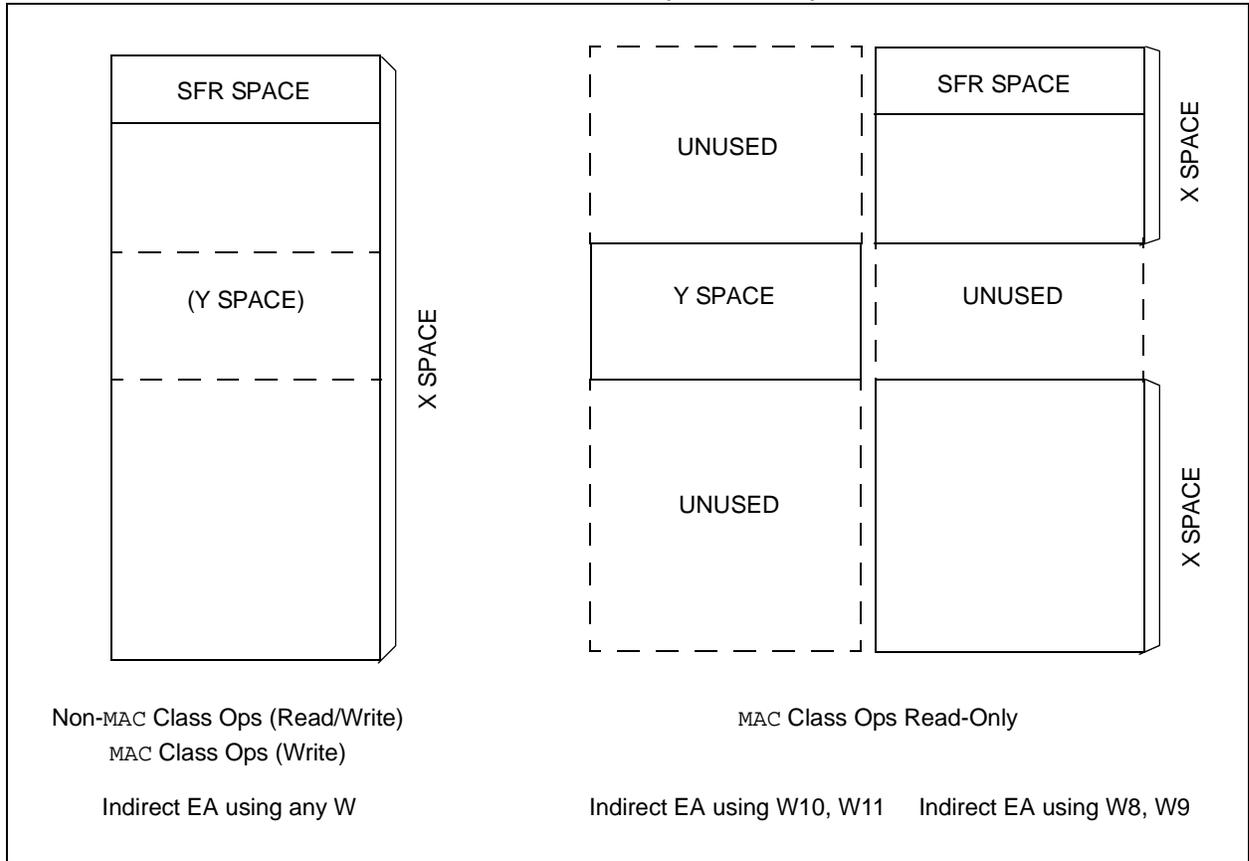 SFR SPACE
(Y SPACE)
X SPACE
Non-MAC Class Ops (Read/Write)
MAC Class Ops (Write)
Indirect EA using any W
UNUSED
Y SPACE
UNUSED
SFR SPACE
X SPACE
UNUSED
X SPACE
MAC Class Ops Read-Only
Indirect EA using W10, W11
Indirect EA using W8, W9